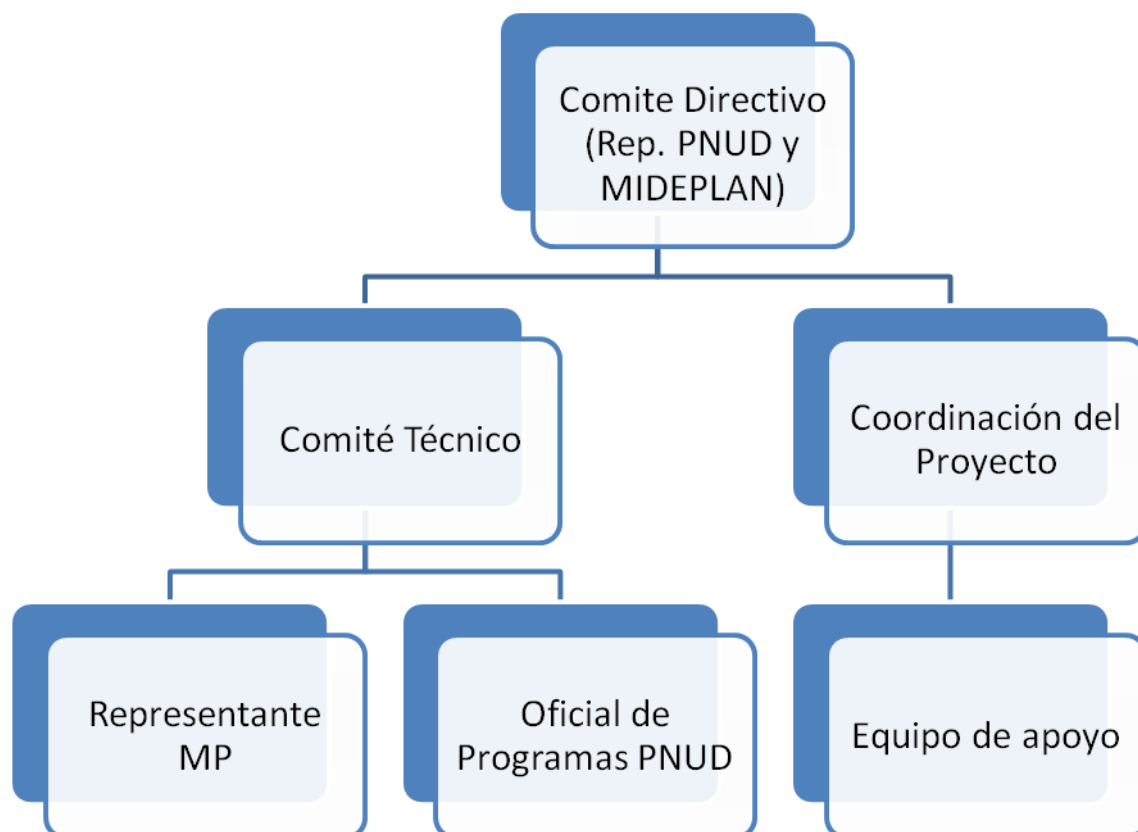 Comite Directivo
(Rep. PNUD y
MIDEPLAN)
Comité Técnico
Coordinación del
Proyecto
Representante
MP
Oficial de
Programas PNUD
Equipo de apoyo